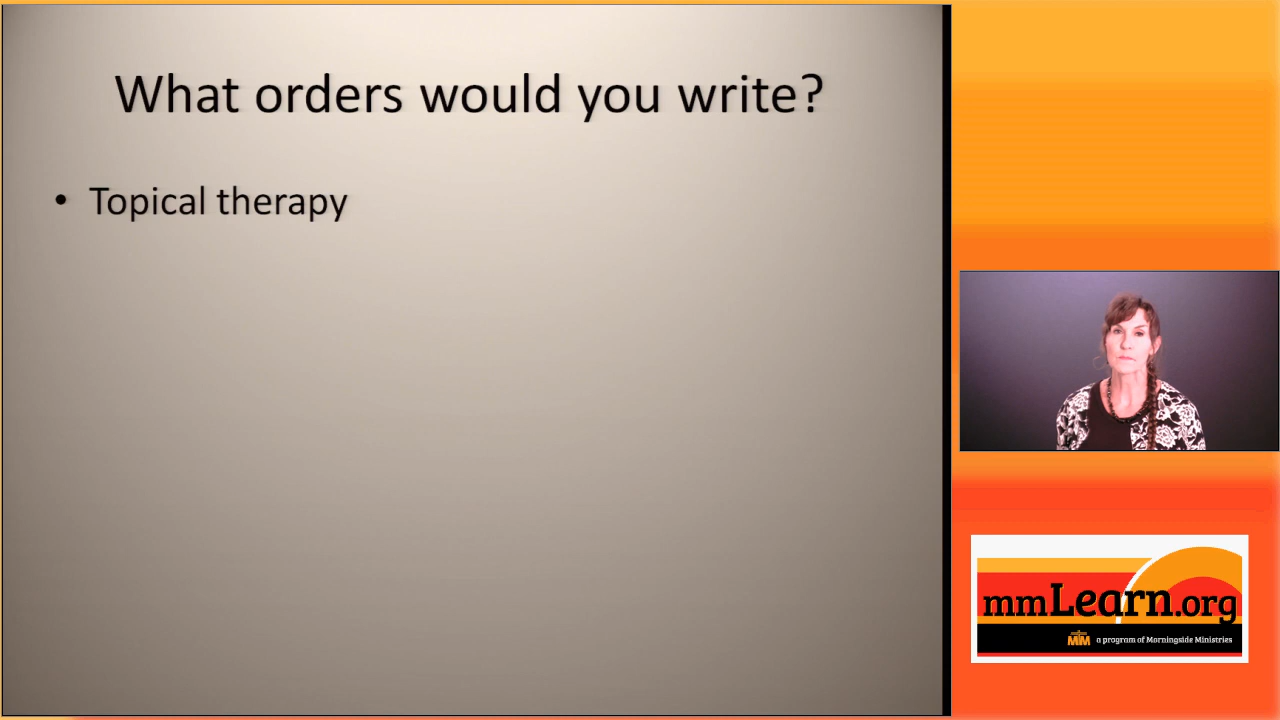 What orders would you write?
• Topical therapy
mmLearn.org
MM a program of Morningside Ministries